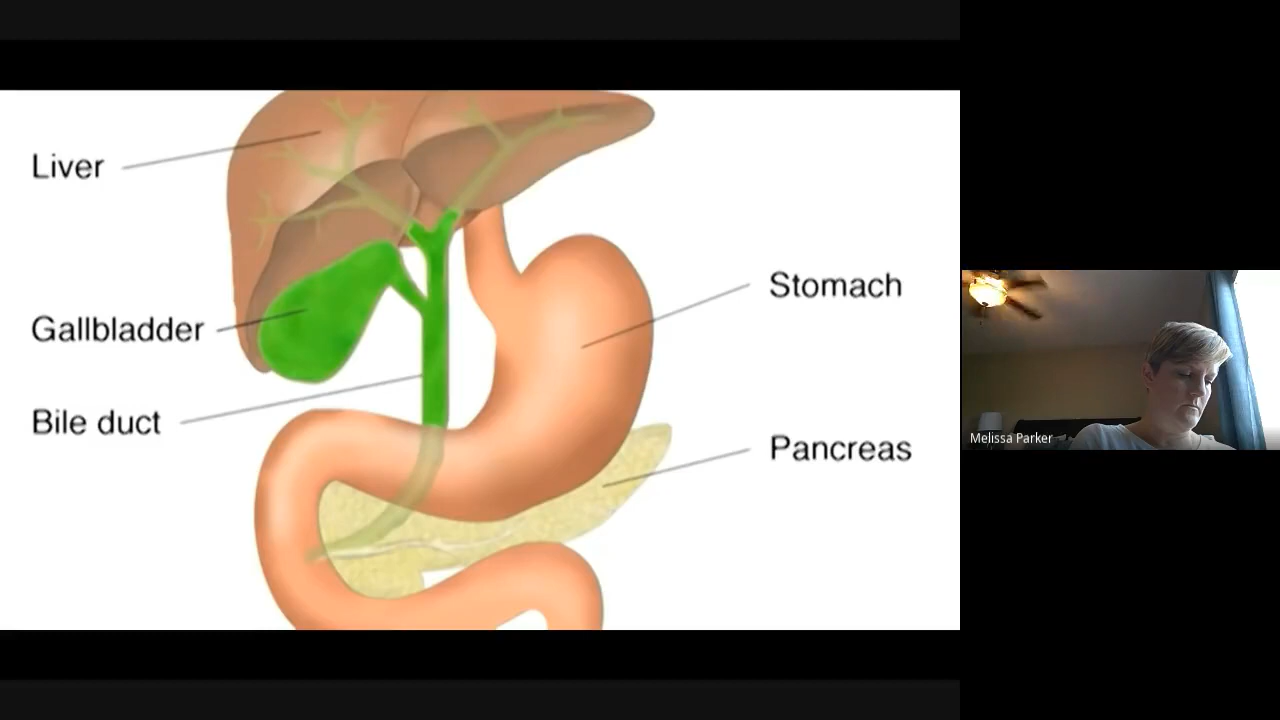 Liver
Gallbladder
Bile duct
Stomach
Pancreas
Melissa Parker